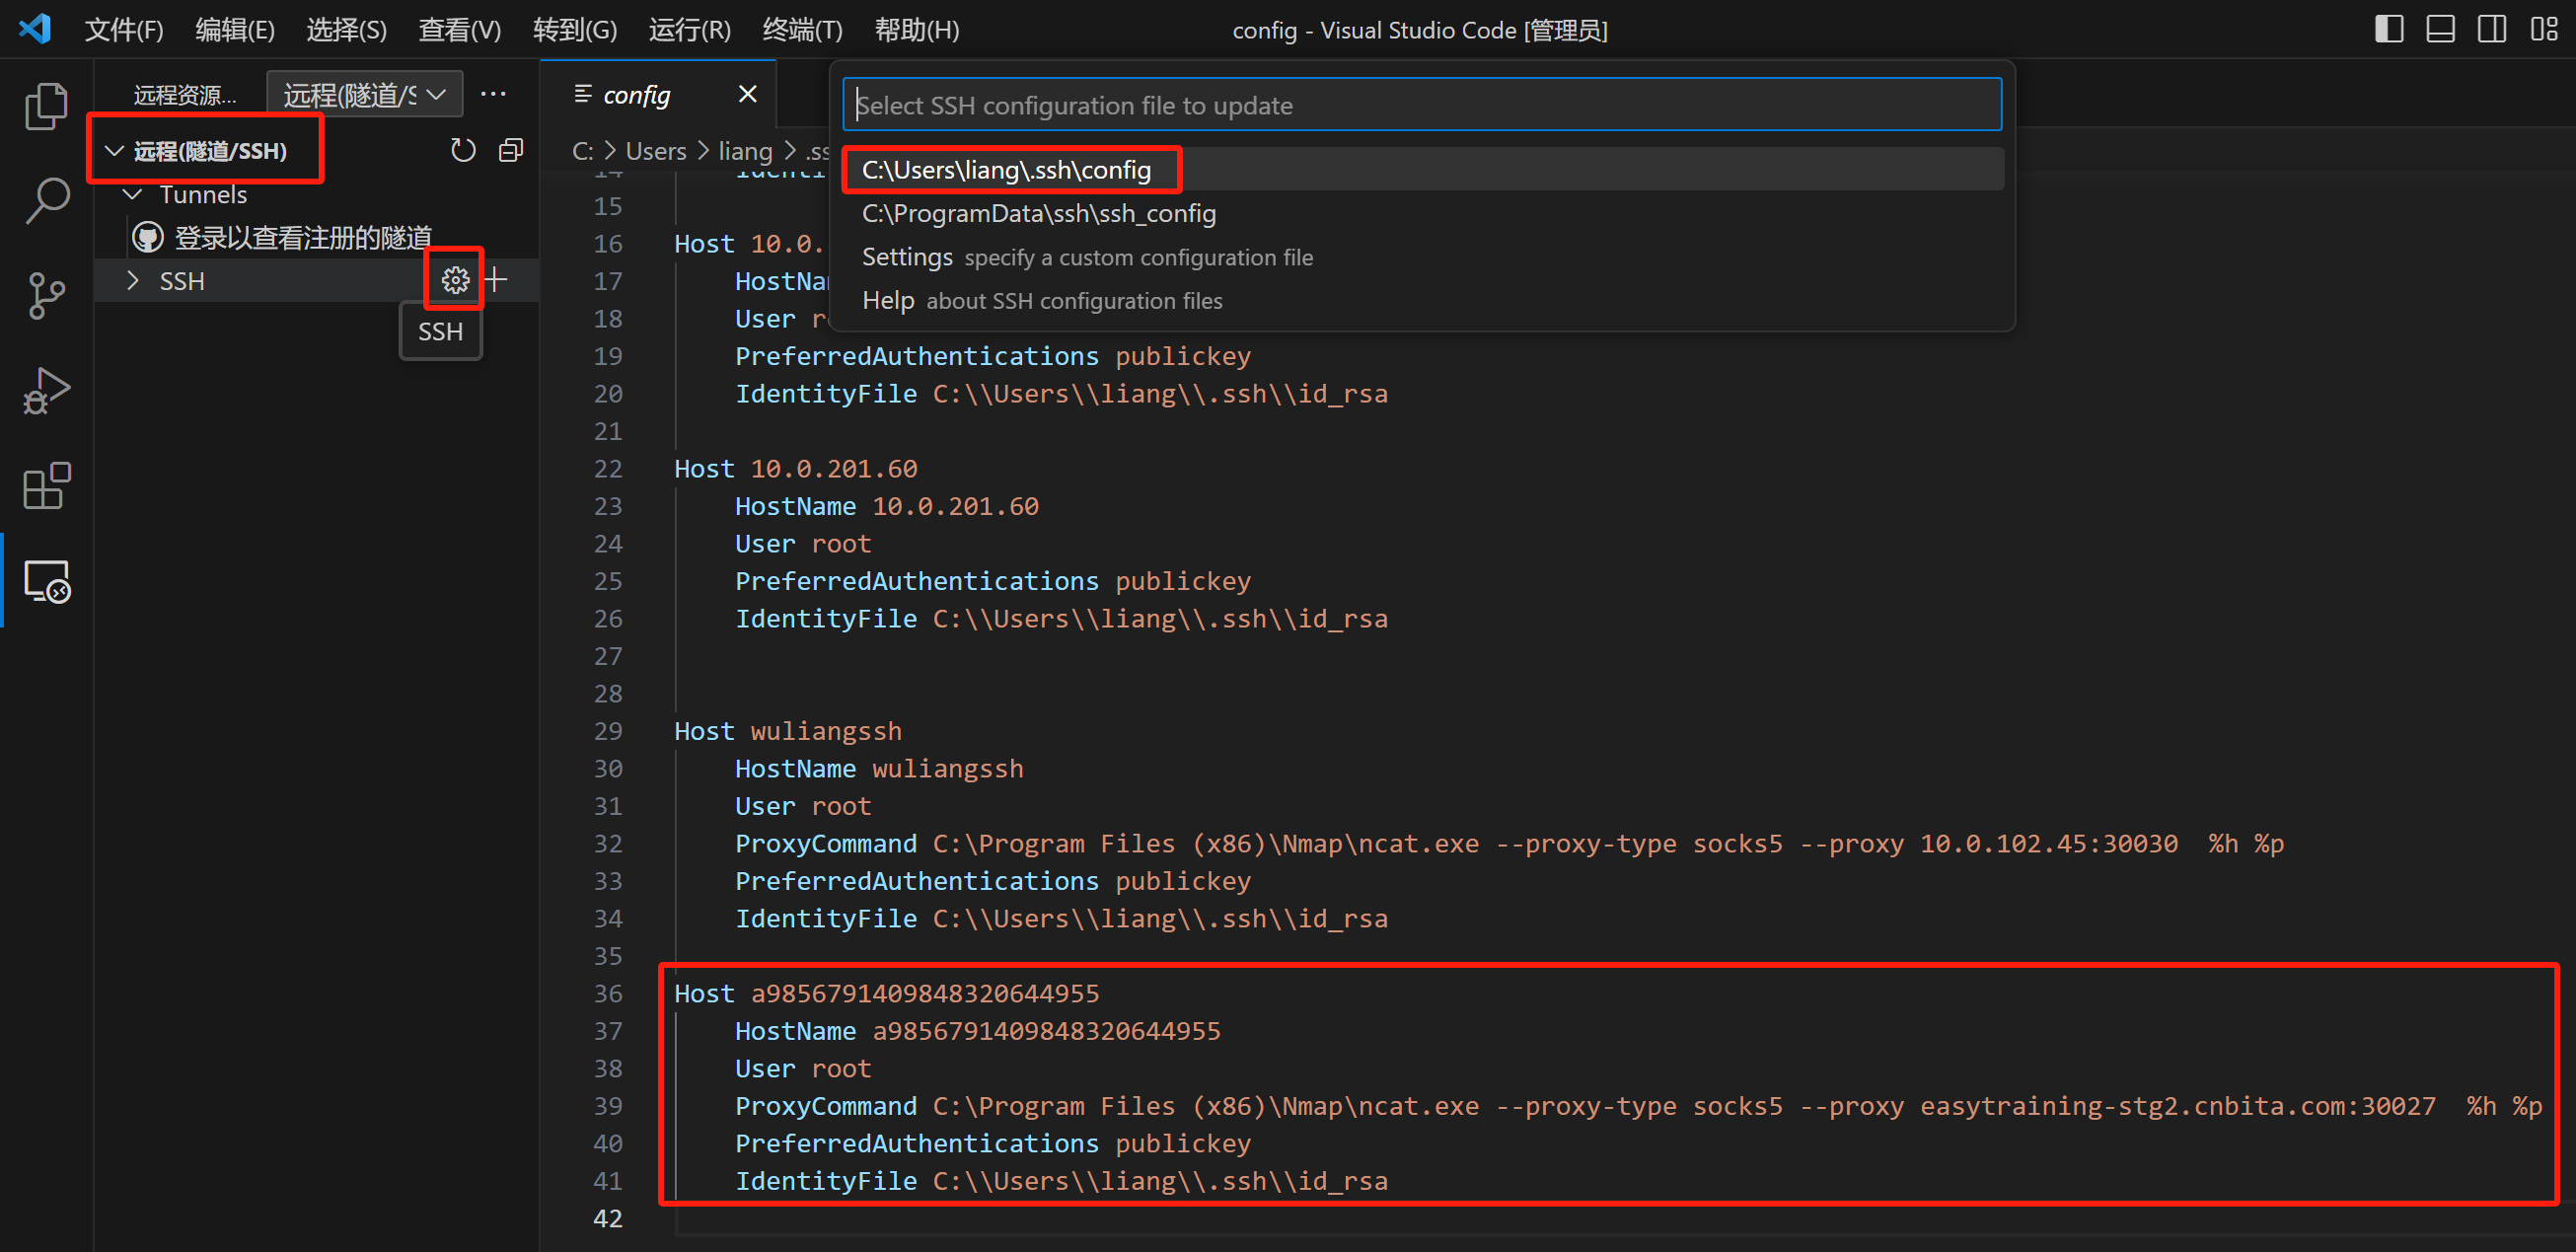 文件(F) 编辑(E) 选择(S) 查看(V) 转到(G) 运行(R) 终端(T) 帮助(H) config - Visual Studio Code [管理员]
远程资源... 远程(隧道/S ...
远程(隧道/SSH)
Tunnels
登录以查看注册的隧道
SSH
SSH
config
C: > Users > liang > .ss
Select SSH configuration file to update
C:\Users\liang\.ssh\config
C:\ProgramData\ssh\ssh_config
Settings specify a custom configuration file
Help about SSH configuration files
14 Identi
15
16 Host 10.0.
17 HostNa
18 User r
19 PreferredAuthentications publickey
20 IdentityFile C:\\Users\\liang\\.ssh\\id_rsa
21
22 Host 10.0.201.60
23 HostName 10.0.201.60
24 User root
25 PreferredAuthentications publickey
26 IdentityFile C:\\Users\\liang\\.ssh\\id_rsa
27
28
29 Host wuliangssh
30 HostName wuliangssh
31 User root
32 ProxyCommand C:\Program Files (x86)\Nmap\ncat.exe --proxy-type socks5 --proxy 10.0.102.45:30030  %h %p
33 PreferredAuthentications publickey
34 IdentityFile C:\\Users\\liang\\.ssh\\id_rsa
35
36 Host a9856791409848320644955
37 HostName a9856791409848320644955
38 User root
39 ProxyCommand C:\Program Files (x86)\Nmap\ncat.exe --proxy-type socks5 --proxy easytraining-stg2.cnbita.com:30027  %h %p
40 PreferredAuthentications publickey
41 IdentityFile C:\\Users\\liang\\.ssh\\id_rsa
42